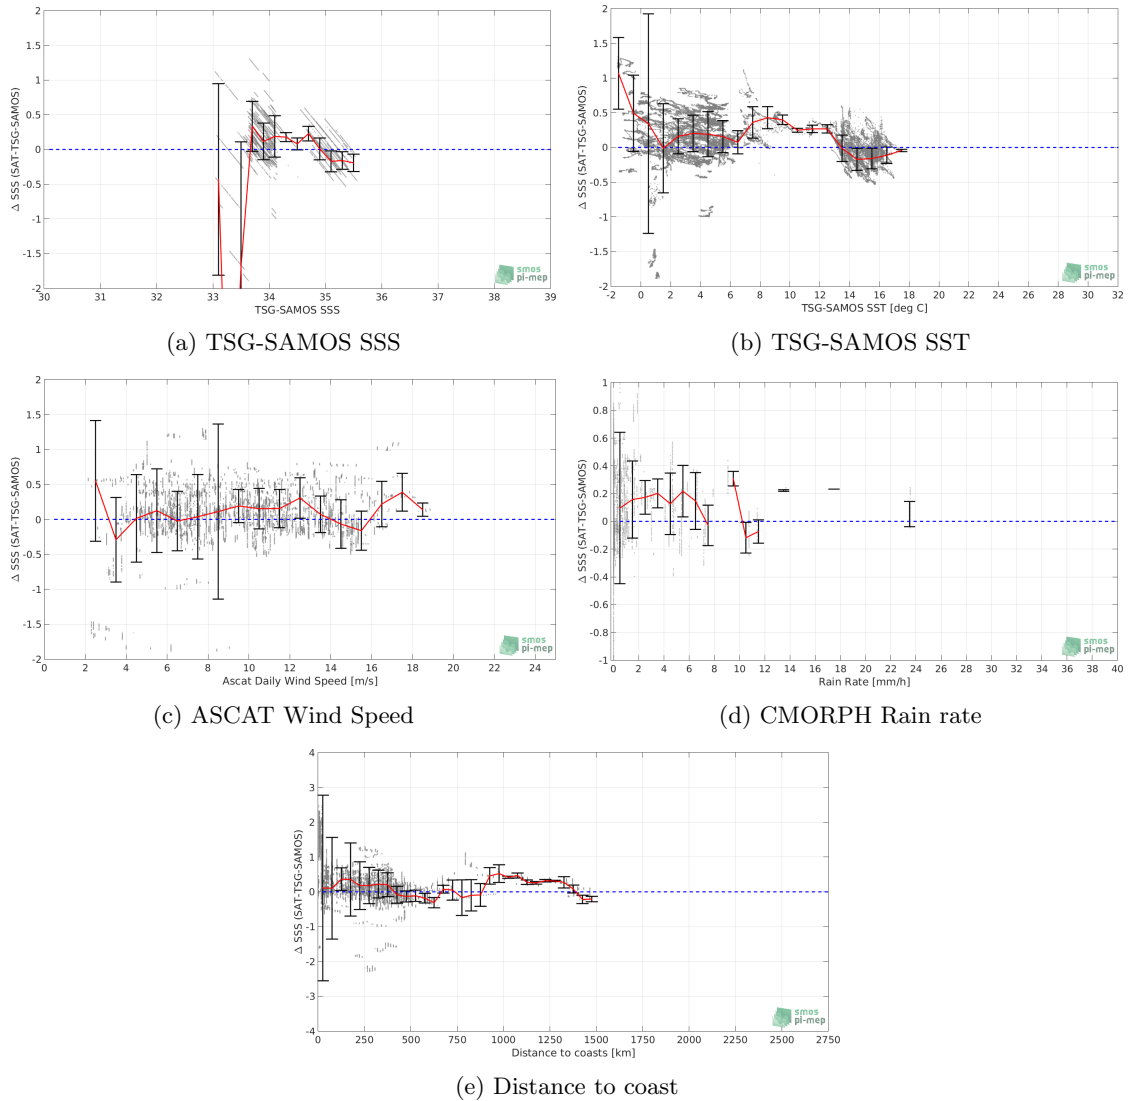 2
1.5
1
0.5
0
-0.5
-1
-1.5
-2
Δ SSS (SAT-TSG-SAMOS)
30 31 32 33 34 35 36 37 38 39
TSG-SAMOS SSS
smos
pi-mep
(a) TSG-SAMOS SSS
2
1.5
1
0.5
0
-0.5
-1
-1.5
-2
Δ SSS (SAT-TSG-SAMOS)
-2 0 2 4 6 8 10 12 14 16 18 20 22 24 26 28 30 32
TSG-SAMOS SST [deg C]
smos
pi-mep
(b) TSG-SAMOS SST
2
1.5
1
0.5
0
-0.5
-1
-1.5
-2
Δ SSS (SAT-TSG-SAMOS)
0 2 4 6 8 10 12 14 16 18 20 22 24
Ascat Daily Wind Speed [m/s]
smos
pi-mep
(c) ASCAT Wind Speed
1
0.8
0.6
0.4
0.2
0
-0.2
-0.4
-0.6
-0.8
-1
Δ SSS (SAT-TSG-SAMOS)
0 2 4 6 8 10 12 14 16 18 20 22 24 26 28 30 32 34 36 38 40
Rain Rate [mm/h]
smos
pi-mep
(d) CMORPH Rain rate
4
3
2
1
0
-1
-2
-3
-4
Δ SSS (SAT-TSG-SAMOS)
0 250 500 750 1000 1250 1500 1750 2000 2250 2500 2750
Distance to coasts [km]
smos
pi-mep
(e) Distance to coast